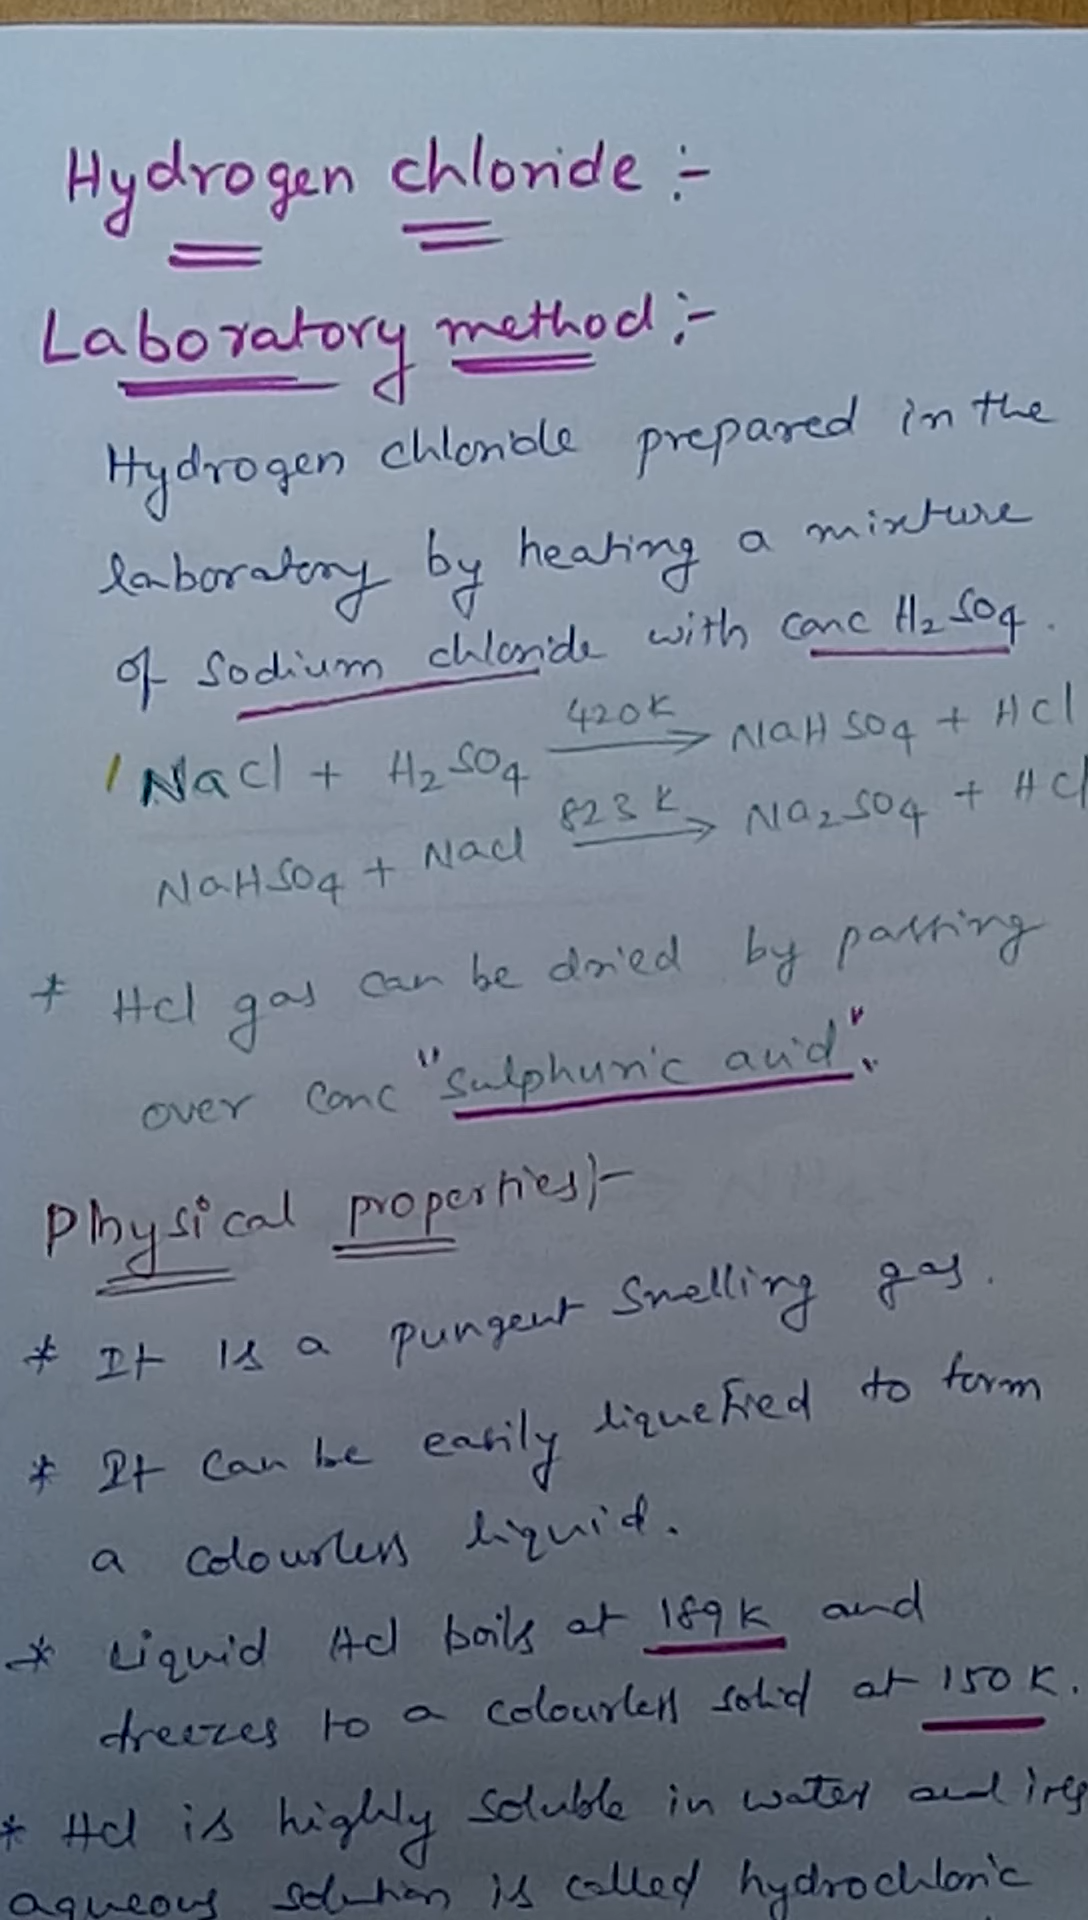 Hydrogen chloride :-
Laboratory method :-
Hydrogen chloride prepared in the
laboratory by heating a mixture
of Sodium chloride with conc H₂SO₄.
NaCl + H₂SO₄ 420K → NaHSO₄ + HCl
NaHSO₄ + NaCl 823 K → Na₂SO₄ + HCl
* HCl gas can be dried by passing
over conc "Sulphuric acid".
Physical properties:-
* It is a pungent smelling gas.
* It can be easily liquefied to form
a colourless liquid.
* Liquid HCl boils at 189K and
freezes to a colourless solid at 150 K.
* HCl is highly soluble in water and its
aqueous solution is called hydrochloric